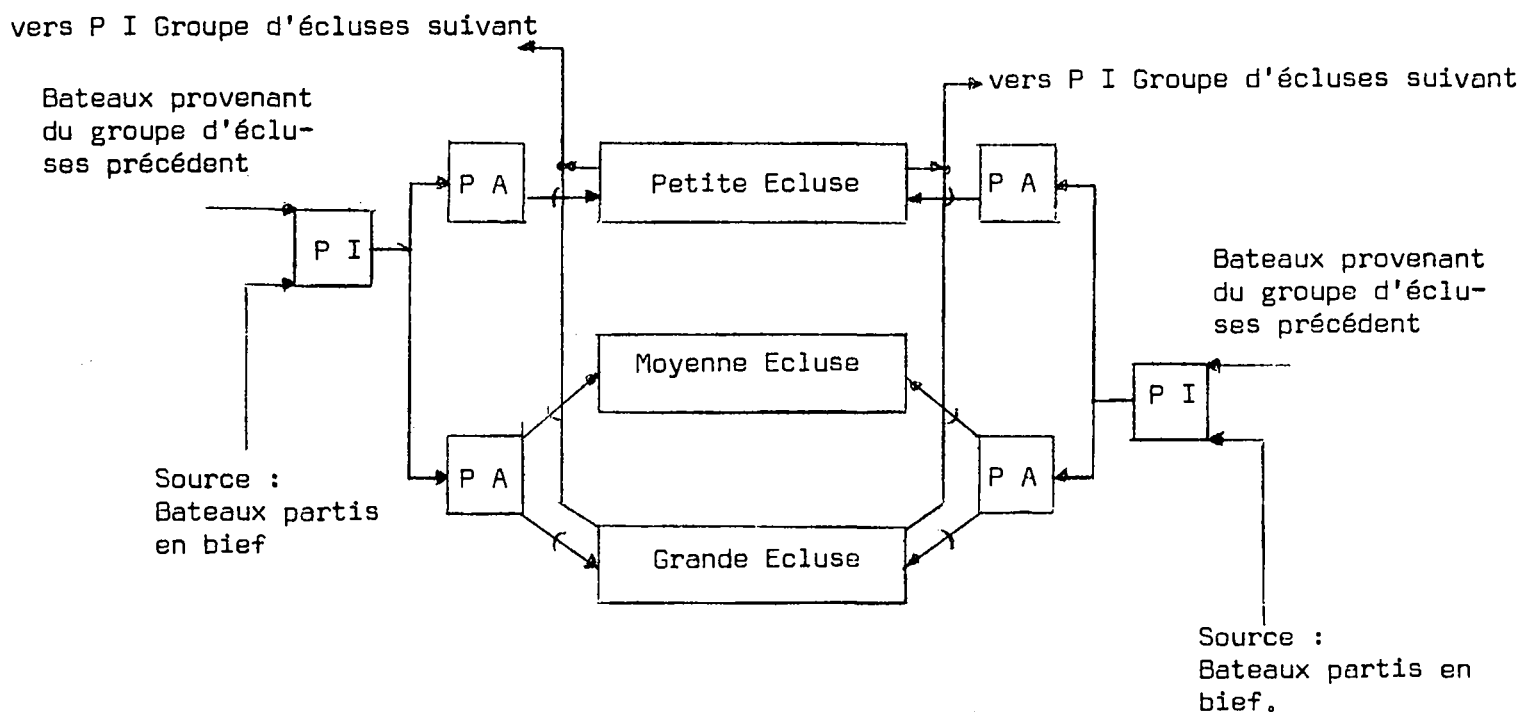 vers P I Groupe d'écluses suivant
vers P I Groupe d'écluses suivant
Bateaux provenant
du groupe d'éclu-
ses précédent
P A
Petite Ecluse
P A
P I
Bateaux provenant
du groupe d'éclu-
ses précédent
Moyenne Ecluse
P I
P A
P A
Source :
Bateaux partis
en bief
Grande Ecluse
Source :
Bateaux partis en
bief.